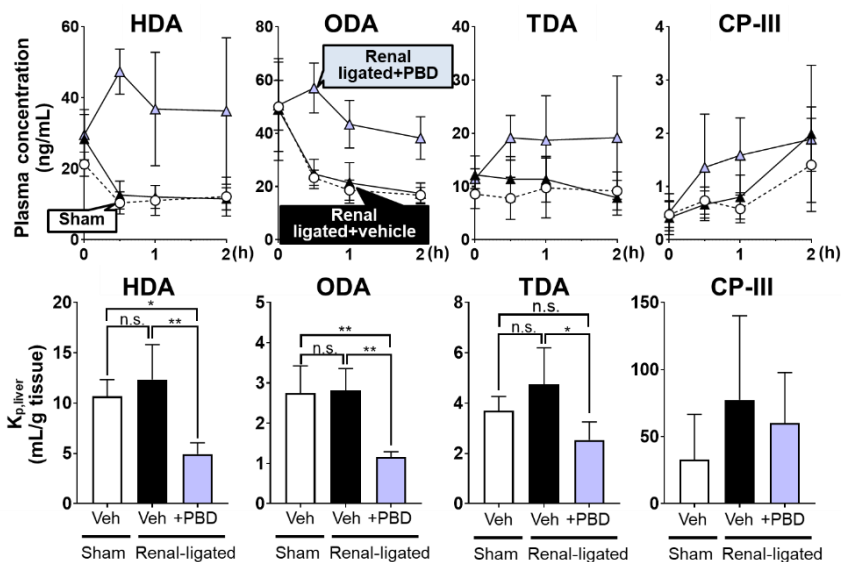 HDA ODA TDA CP-III
Plasma concentration
(ng/mL)
60 80 40 4
60 30 3
40
40 20 2
20
20 10 1
0 0 0 0
Renal
ligated+PBD
Sham
Renal
ligated+vehicle
0 1 2 (h) 0 1 2 (h) 0 1 2 (h) 0 1 2 (h)
HDA ODA TDA CP-III
Kp,liver
(mL/g tissue)
20 5 8 150
4
15 6
3 100
10 4
2
50
5 2
1
0 0 0 0
*
n.s. **
**
n.s. **
n.s.
n.s. *
Veh Veh +PBD Veh Veh +PBD Veh Veh +PBD Veh Veh +PBD
Sham Renal-ligated Sham Renal-ligated Sham Renal-ligated Sham Renal-ligated